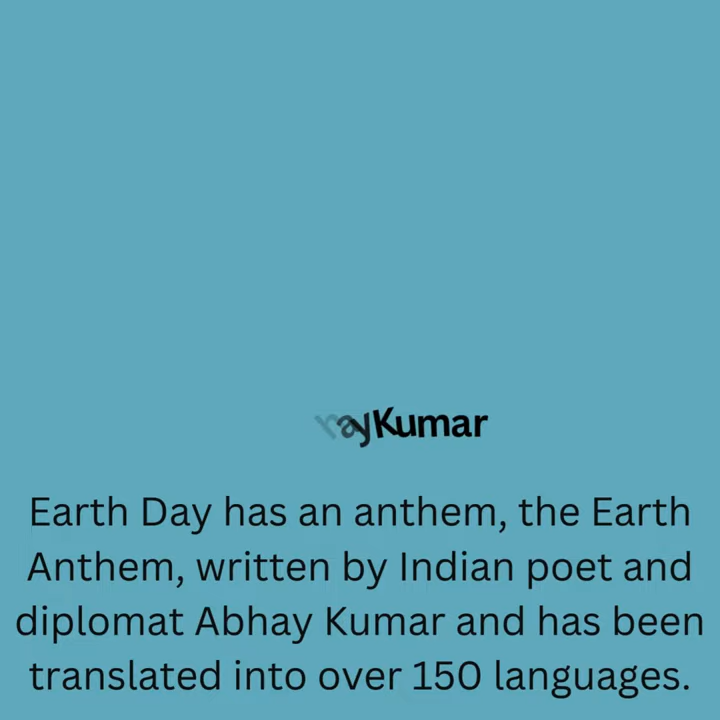 Kumar
Earth Day has an anthem, the Earth
Anthem, written by Indian poet and
diplomat Abhay Kumar and has been
translated into over 150 languages.